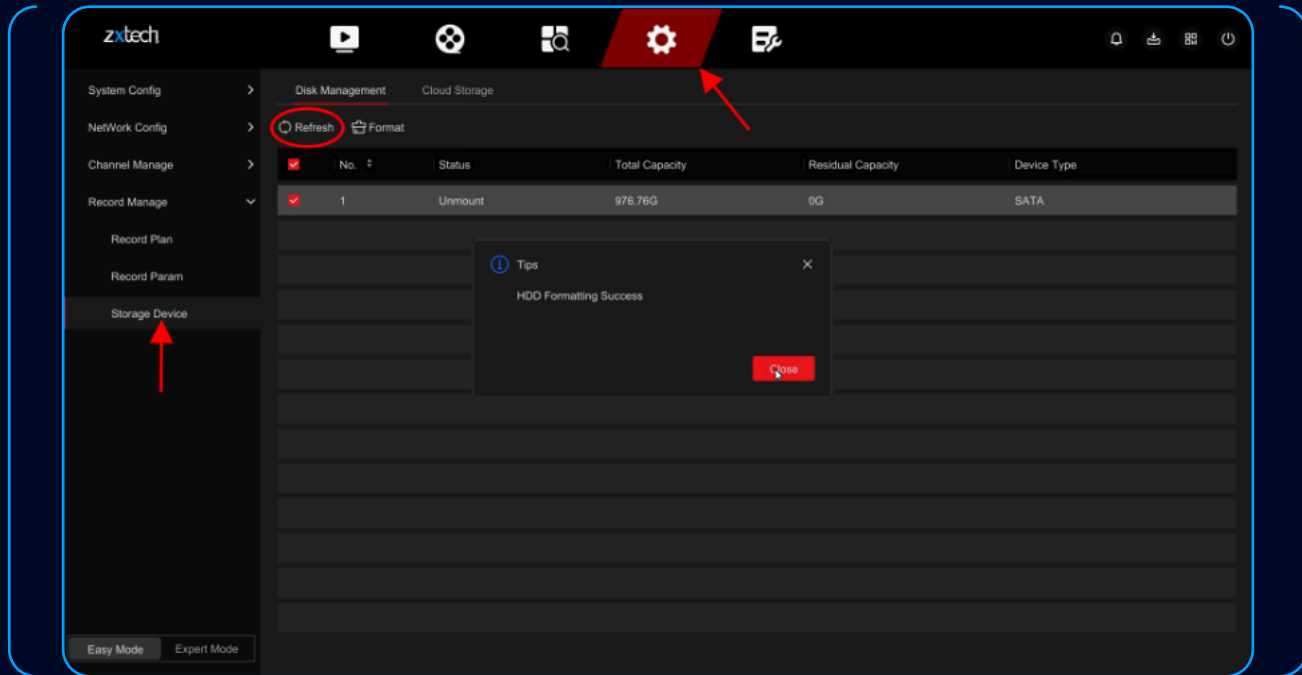 zxtech
System Config
NetWork Config
Channel Manage
Record Manage
Record Plan
Record Param
Storage Device
Easy Mode Expert Mode
Disk Management Cloud Storage
Refresh Format
No. Status Total Capacity Residual Capacity Device Type
1 Unmount 976.76G 0G SATA
Tips
HDD Formatting Success
Close